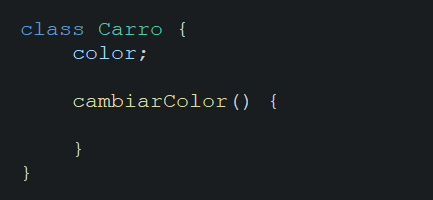 class Carro {
color;
cambiarColor() {
}
}